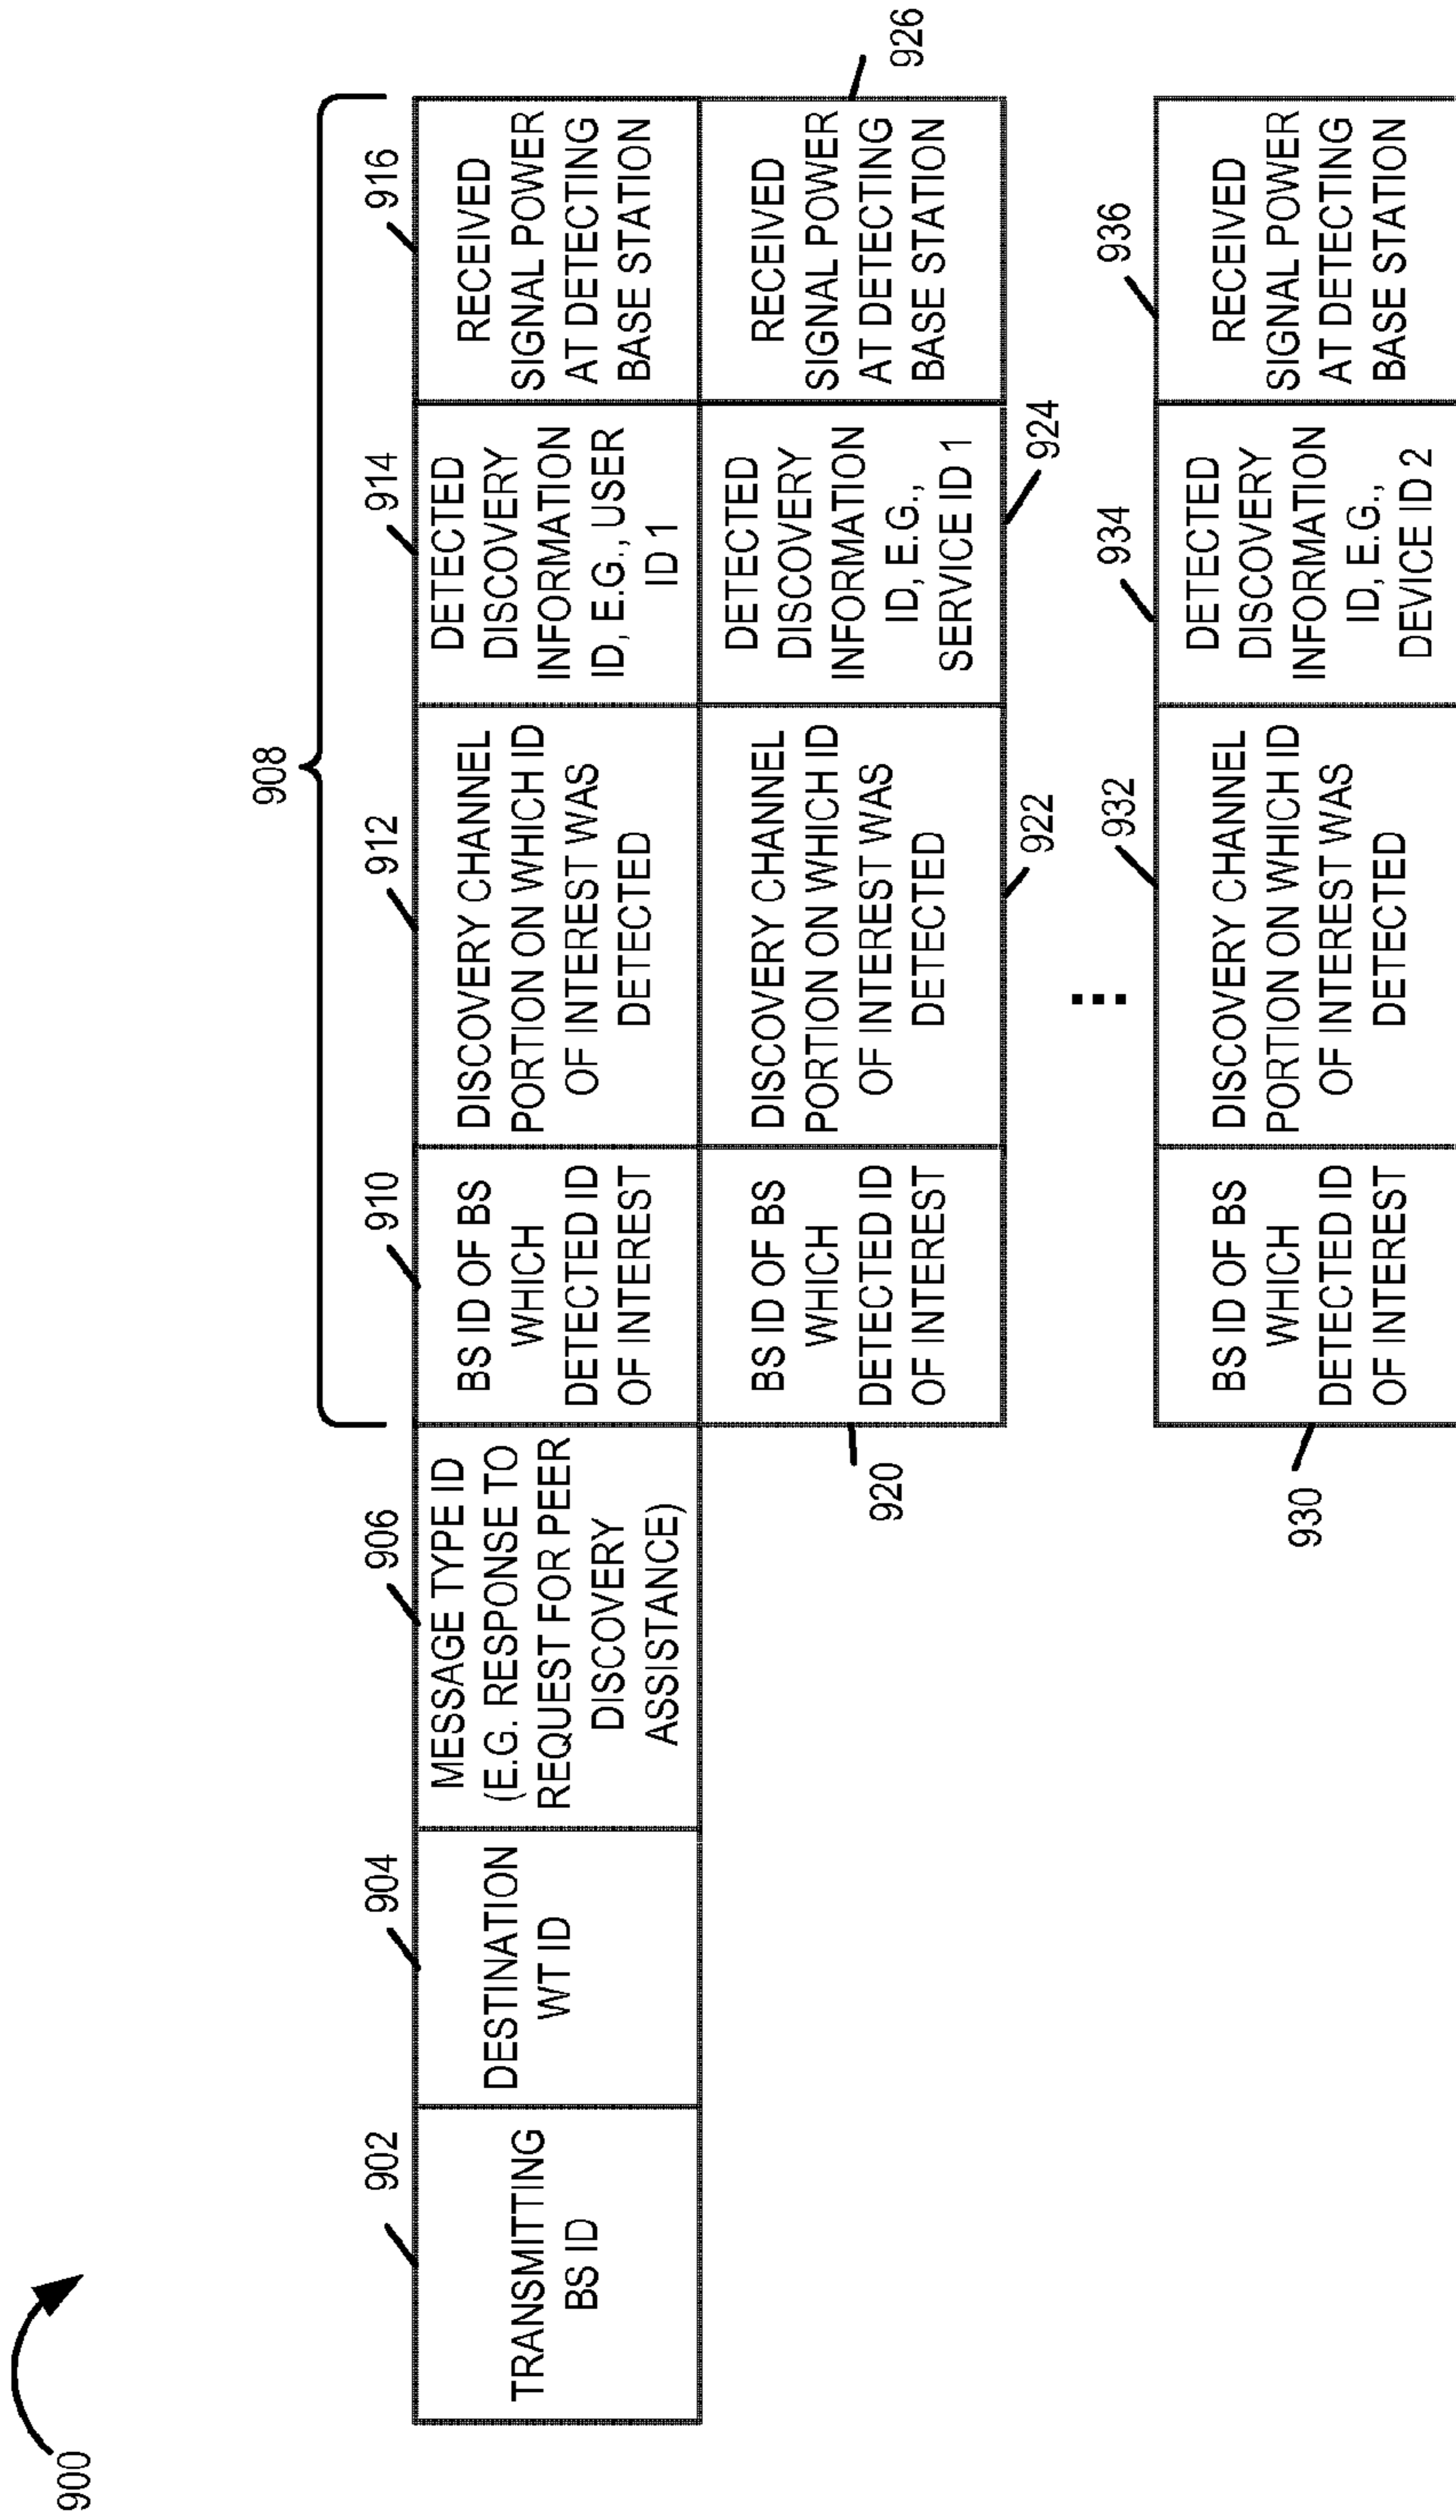 900
908
902
904
906
910
912
914
916
TRANSMITTING
BS ID
DESTINATION
WT ID
MESSAGE TYPE ID
(E.G. RESPONSE TO
REQUEST FOR PEER
DISCOVERY
ASSISTANCE)
BS ID OF BS
WHICH
DETECTED ID
OF INTEREST
DISCOVERY CHANNEL
PORTION ON WHICH ID
OF INTEREST WAS
DETECTED
DETECTED
DISCOVERY
INFORMATION
ID, E.G., USER
ID 1
RECEIVED
SIGNAL POWER
AT DETECTING
BASE STATION
BS ID OF BS
WHICH
DETECTED ID
OF INTEREST
DISCOVERY CHANNEL
PORTION ON WHICH ID
OF INTEREST WAS
DETECTED
DETECTED
DISCOVERY
INFORMATION
ID, E.G.,
SERVICE ID 1
RECEIVED
SIGNAL POWER
AT DETECTING
BASE STATION
920
922
924
926
930
932
934
936
BS ID OF BS
WHICH
DETECTED ID
OF INTEREST
DISCOVERY CHANNEL
PORTION ON WHICH ID
OF INTEREST WAS
DETECTED
DETECTED
DISCOVERY
INFORMATION
ID, E.G.,
DEVICE ID 2
RECEIVED
SIGNAL POWER
AT DETECTING
BASE STATION